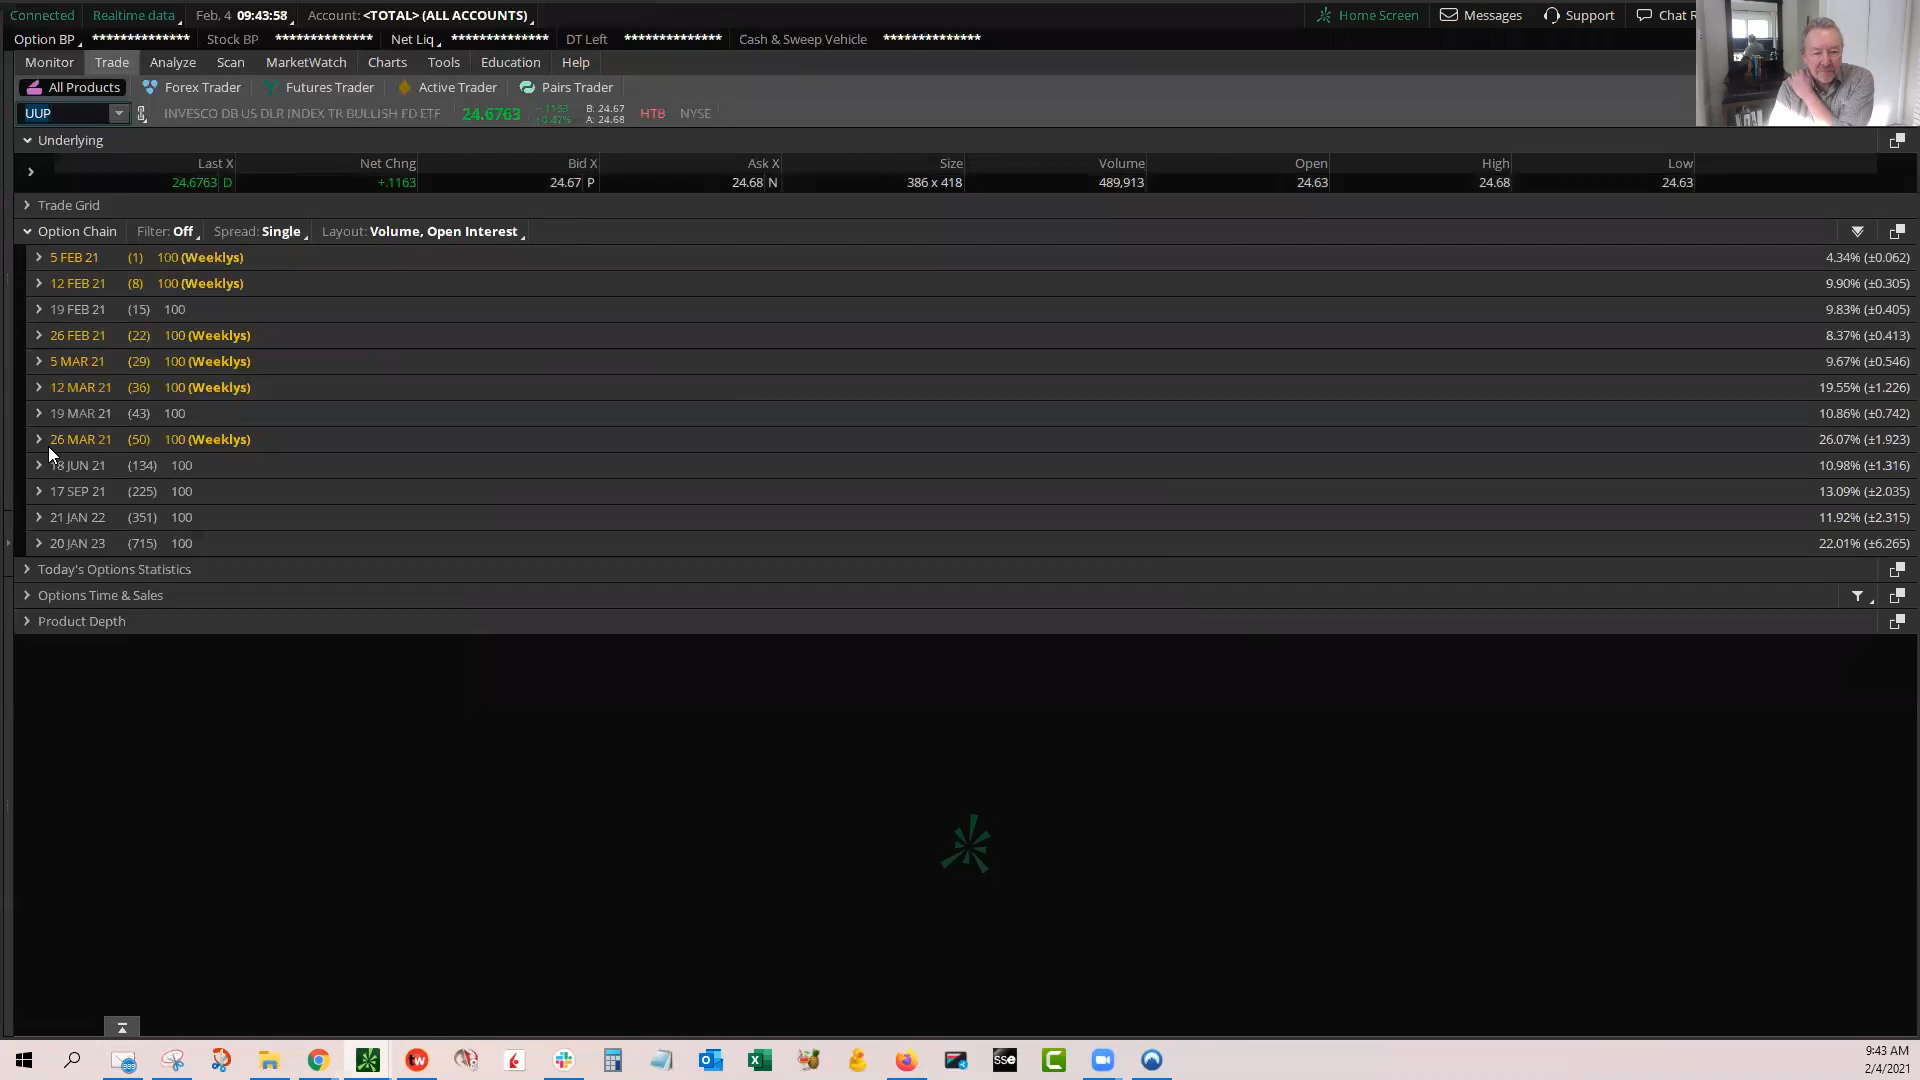 Connected Realtime data Feb, 4 09:43:58 Account: <TOTAL> (ALL ACCOUNTS) Home Screen Messages Support Chat R
Option BP ************** Stock BP ************** Net Liq ************** DT Left ************** Cash & Sweep Vehicle **************
Monitor Trade Analyze Scan MarketWatch Charts Tools Education Help
All Products Forex Trader Futures Trader Active Trader Pairs Trader
UUP INVESCO DB US DLR INDEX TR BULLISH FD ETF 24.6763 +.1163 B: 24.67 HTB NYSE
+0.47% A: 24.68
Underlying
Last X Net Chng Bid X Ask X Size Volume Open High Low
24.6763 D +.1163 24.67 P 24.68 N 386 x 418 489,913 24.63 24.68 24.63
Trade Grid
Option Chain Filter: Off Spread: Single Layout: Volume, Open Interest
5 FEB 21 (1) 100 (Weeklys) 4.34% (±0.062)
12 FEB 21 (8) 100 (Weeklys) 9.90% (±0.305)
19 FEB 21 (15) 100 9.83% (±0.405)
26 FEB 21 (22) 100 (Weeklys) 8.37% (±0.413)
5 MAR 21 (29) 100 (Weeklys) 9.67% (±0.546)
12 MAR 21 (36) 100 (Weeklys) 19.55% (±1.226)
19 MAR 21 (43) 100 10.86% (±0.742)
26 MAR 21 (50) 100 (Weeklys) 26.07% (±1.923)
18 JUN 21 (134) 100 10.98% (±1.316)
17 SEP 21 (225) 100 13.09% (±2.035)
21 JAN 22 (351) 100 11.92% (±2.315)
20 JAN 23 (715) 100 22.01% (±6.265)
Today's Options Statistics
Options Time & Sales
Product Depth
999 tw SSe
9:43 AM
2/4/2021